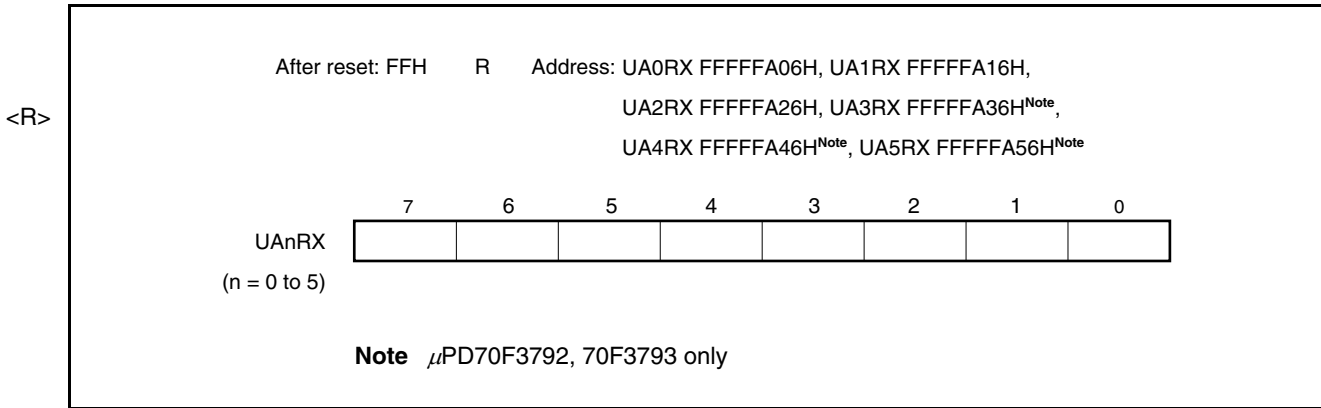 After reset: FFH R Address: UA0RX FFFFFA06H, UA1RX FFFFFA16H,
<R> UA2RX FFFFFA26H, UA3RX FFFFFA36HNote,
UA4RX FFFFFA46HNote, UA5RX FFFFFA56HNote
7 6 5 4 3 2 1 0
UAnRX
(n = 0 to 5)
Note μPD70F3792, 70F3793 only